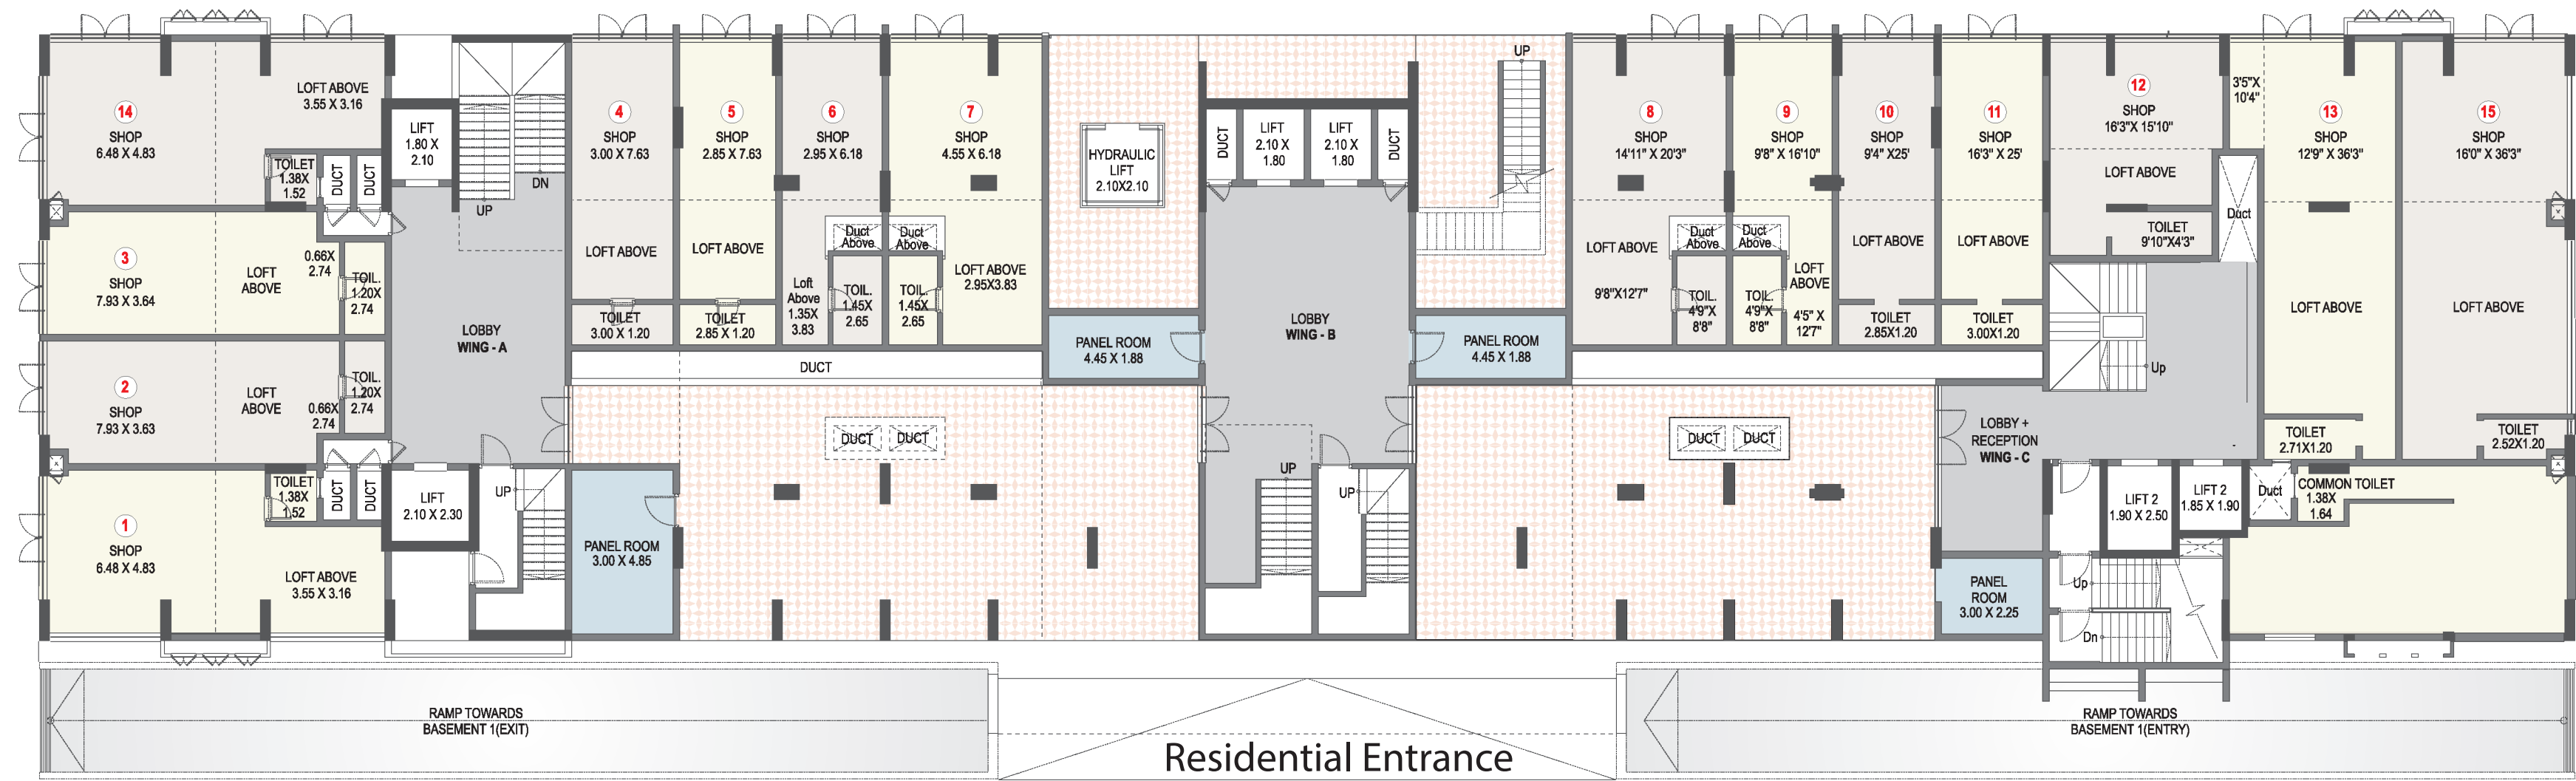 14
SHOP
6.48 X 4.83
LOFT ABOVE
3.55 X 3.16
TOILET
1.38X
1.52
DUCT
DUCT
LIFT
1.80 X
2.10
UP
DN
3
SHOP
7.93 X 3.64
LOFT
ABOVE
0.66X
2.74
TOIL.
1.20X
2.74
2
SHOP
7.93 X 3.63
LOFT
ABOVE
0.66X
2.74
TOIL.
1.20X
2.74
1
SHOP
6.48 X 4.83
LOFT ABOVE
3.55 X 3.16
TOILET
1.38X
1.52
DUCT
DUCT
LOBBY
WING - A
LIFT
2.10 X 2.30
UP
4
SHOP
3.00 X 7.63
LOFT ABOVE
TOILET
3.00 X 1.20
5
SHOP
2.85 X 7.63
LOFT ABOVE
TOILET
2.85 X 1.20
6
SHOP
2.95 X 6.18
Duct
Above
Loft
Above
1.35X
3.83
TOIL.
1.45X
2.65
7
SHOP
4.55 X 6.18
Duct
Above
LOFT ABOVE
2.95X3.83
TOIL.
1.45X
2.65
DUCT
PANEL ROOM
3.00 X 4.85
DUCT
DUCT
HYDRAULIC
LIFT
2.10X2.10
PANEL ROOM
4.45 X 1.88
DUCT
LIFT
2.10 X
1.80
LIFT
2.10 X
1.80
DUCT
LOBBY
WING - B
UP
UP
UP
PANEL ROOM
4.45 X 1.88
8
SHOP
14'11" X 20'3"
LOFT ABOVE
9'8"X12'7"
Duct
Above
TOIL.
4'9"X
8'8"
9
SHOP
9'8" X 16'10"
Duct
Above
TOIL.
4'9"X
8'8"
LOFT
ABOVE
4'5" X
12'7"
10
SHOP
9'4" X25'
LOFT ABOVE
TOILET
2.85X1.20
11
SHOP
16'3" X 25'
LOFT ABOVE
TOILET
3.00X1.20
12
SHOP
16'3"X 15'10"
LOFT ABOVE
TOILET
9'10"X4'3"
Duct
3'5"X
10'4"
13
SHOP
12'9" X 36'3"
LOFT ABOVE
TOILET
2.71X1.20
15
SHOP
16'0" X 36'3"
LOFT ABOVE
TOILET
2.52X1.20
Up
DUCT
DUCT
LOBBY +
RECEPTION
WING - C
PANEL
ROOM
3.00 X 2.25
LIFT 2
1.90 X 2.50
LIFT 2
1.85 X 1.90
Duct
COMMON TOILET
1.38X
1.64
Up
Dn
RAMP TOWARDS
BASEMENT 1(EXIT)
Residential Entrance
RAMP TOWARDS
BASEMENT 1(ENTRY)